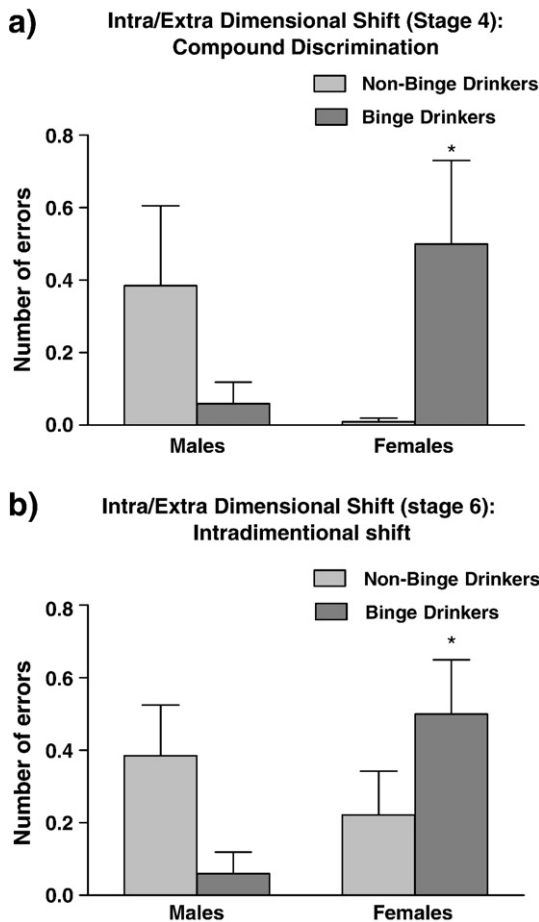 a)
Intra/Extra Dimensional Shift (Stage 4):
Compound Discrimination
Non-Binge Drinkers
Binge Drinkers
Number of errors
0.8
0.6
0.4
0.2
0.0
*
Males
Females
b)
Intra/Extra Dimensional Shift (stage 6):
Intradimentional shift
Non-Binge Drinkers
Binge Drinkers
Number of errors
0.8
0.6
0.4
0.2
0.0
*
Males
Females